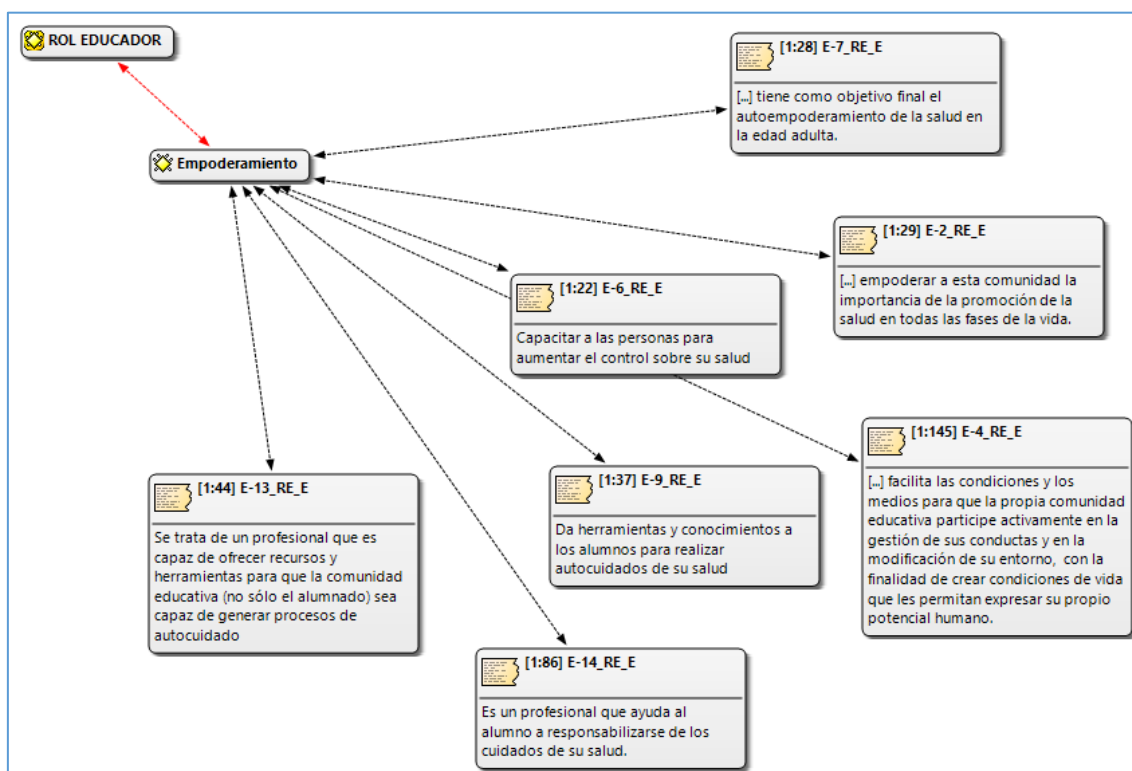 ROL EDUCADOR
[1:28] E-7_RE_E
[...] tiene como objetivo final el
autoempoderamiento de la salud en
la edad adulta.
Empoderamiento
[1:29] E-2_RE_E
[...] empoderar a esta comunidad la
importancia de la promoción de la
salud en todas las fases de la vida.
[1:22] E-6_RE_E
Capacitar a las personas para
aumentar el control sobre su salud
[1:145] E-4_RE_E
[...] facilita las condiciones y los
medios para que la propia comunidad
educativa participe activamente en la
gestión de sus conductas y en la
modificación de su entorno, con la
finalidad de crear condiciones de vida
que les permitan expresar su propio
potencial humano.
[1:44] E-13_RE_E
Se trata de un profesional que es
capaz de ofrecer recursos y
herramientas para que la comunidad
educativa (no sólo el alumnado) sea
capaz de generar procesos de
autocuidado
[1:37] E-9_RE_E
Da herramientas y conocimientos a
los alumnos para realizar
autocuidados de su salud
[1:86] E-14_RE_E
Es un profesional que ayuda al
alumno a responsabilizarse de los
cuidados de su salud.